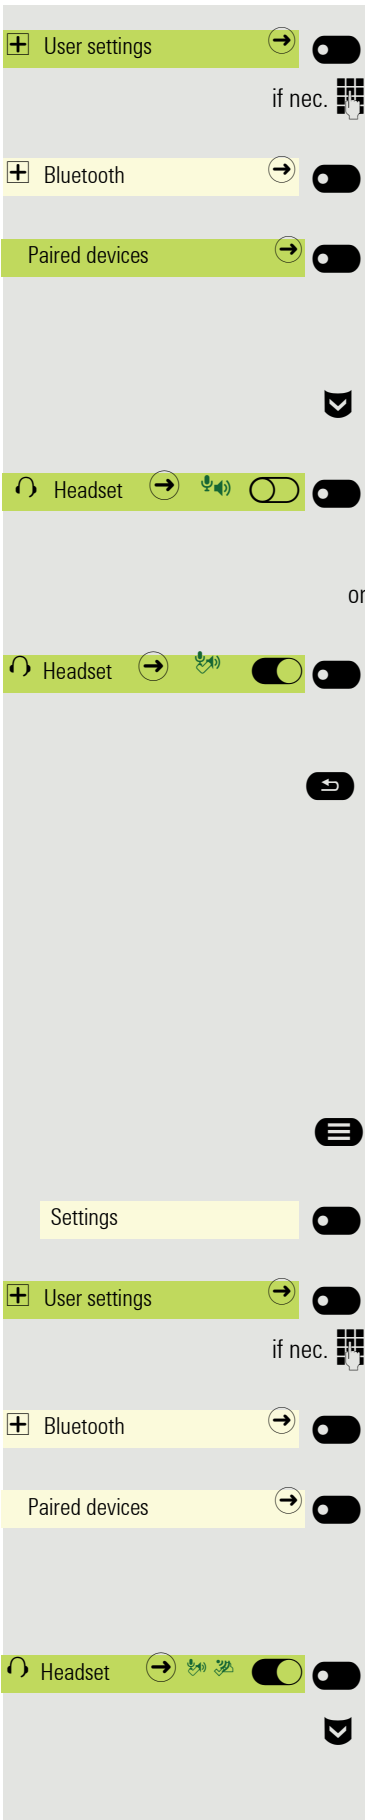 User settings
if nec.
Bluetooth
Paired devices
Headset
or
Headset
Settings
User settings
if nec.
Bluetooth
Paired devices
Headset